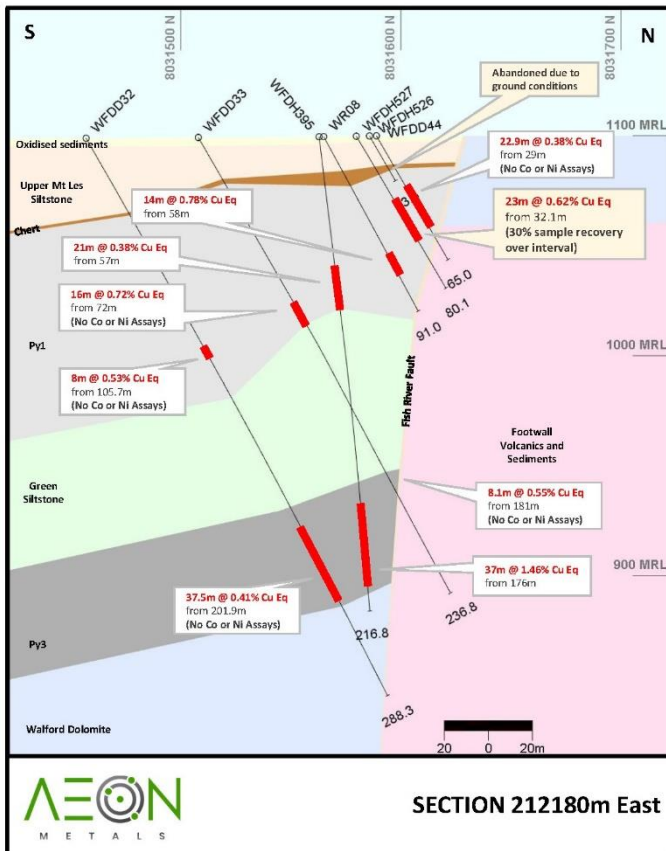 S
N
8031500 N
8031600 N
8031700 N
WFDD32
WFDD33
WFDH395
WR08
WFDH527
WFDH526
WFDD44
Abandoned due to
ground conditions
1100 MRL
Oxidised sediments
Upper Mt Les
Siltstone
Chert
22.9m @ 0.38% Cu Eq
from 29m
(No Co or Ni Assays)
14m @ 0.78% Cu Eq
from 58m
23m @ 0.62% Cu Eq
from 32.1m
(30% sample recovery
over interval)
21m @ 0.38% Cu Eq
from 57m
65.0
80.1
91.0
16m @ 0.72% Cu Eq
from 72m
(No Co or Ni Assays)
Py1
1000 MRL
8m @ 0.53% Cu Eq
from 105.7m
(No Co or Ni Assays)
Fish River Fault
Footwall
Volcanics and
Sediments
Green
Siltstone
8.1m @ 0.55% Cu Eq
from 181m
(No Co or Ni Assays)
37m @ 1.46% Cu Eq
from 176m
900 MRL
37.5m @ 0.41% Cu Eq
from 201.9m
(No Co or Ni Assays)
236.8
216.8
Py3
288.3
Walford Dolomite
20 0 20m
AEON
METALS
SECTION 212180m East